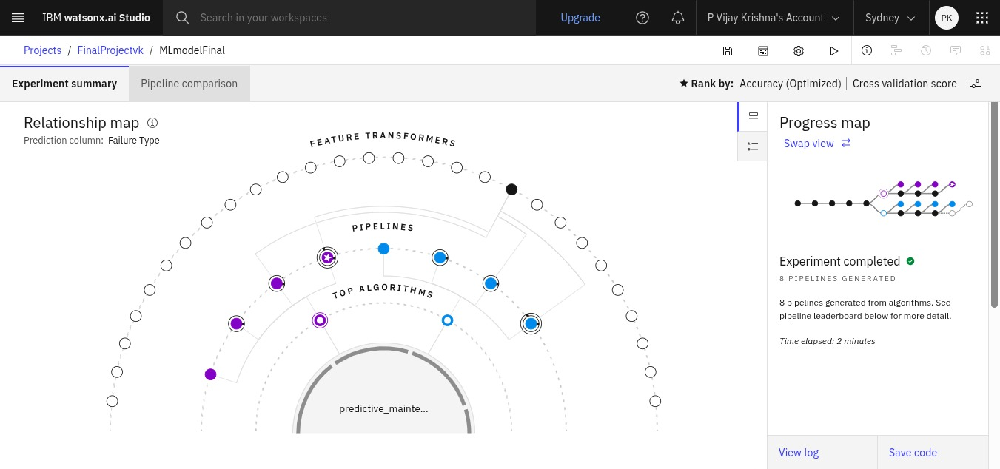 IBM watsonx.ai Studio
Search in your workspaces
Upgrade
P Vijay Krishna's Account
Sydney
PK
Projects / FinalProjectvk / MLmodelFinal
Experiment summary
Pipeline comparison
Rank by: Accuracy (Optimized) | Cross validation score
Relationship map
Prediction column: Failure Type
FEATURE TRANSFORMERS
PIPELINES
TOP ALGORITHMS
predictive_mainte...
Progress map
Swap view
Experiment completed
8 PIPELINES GENERATED
8 pipelines generated from algorithms. See
pipeline leaderboard below for more detail.
Time elapsed: 2 minutes
View log
Save code